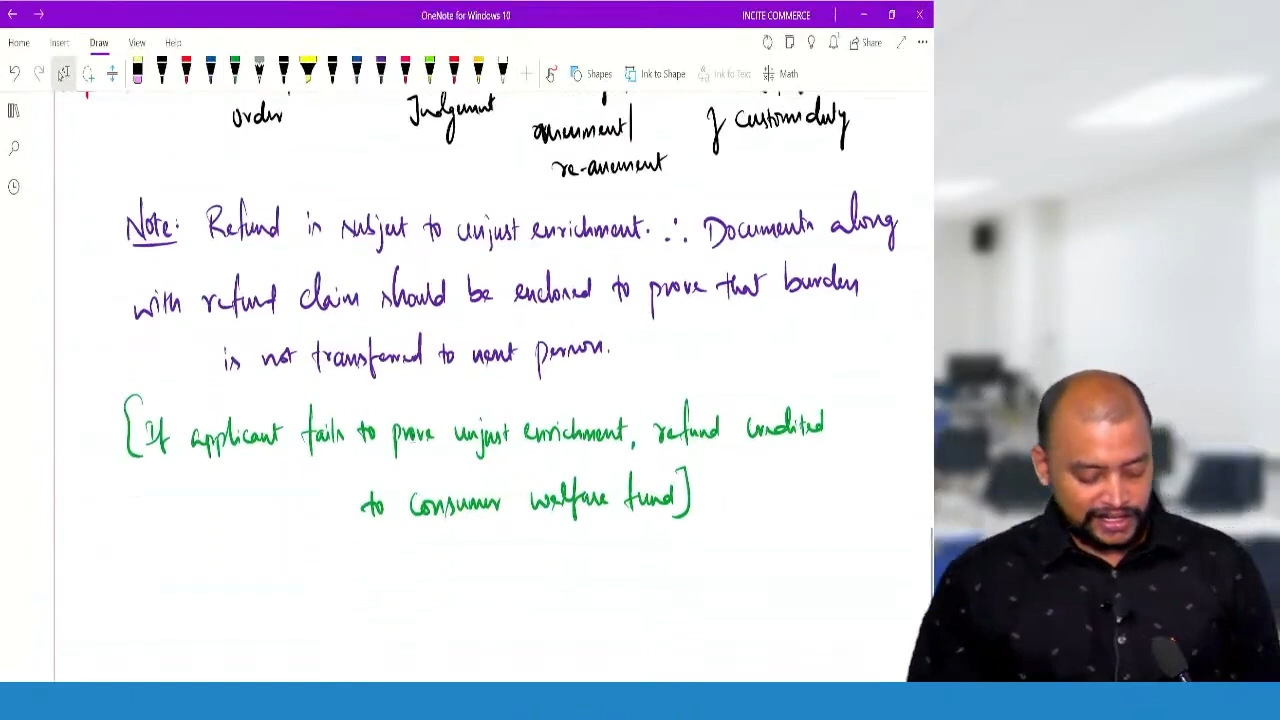 OneNote for Windows 10
INCITE COMMERCE
Home Insert Draw View Help
Share
Shapes Ink to Shape Ink to Text Math
order
Judgement
assessment/
re-assessment
of customs duty
Note: Refund is subject to unjust enrichment. ∴ Documents along
with refund claim should be enclosed to prove that burden
is not transferred to next person.
[If applicant fails to prove unjust enrichment, refund credited
to consumer welfare fund]